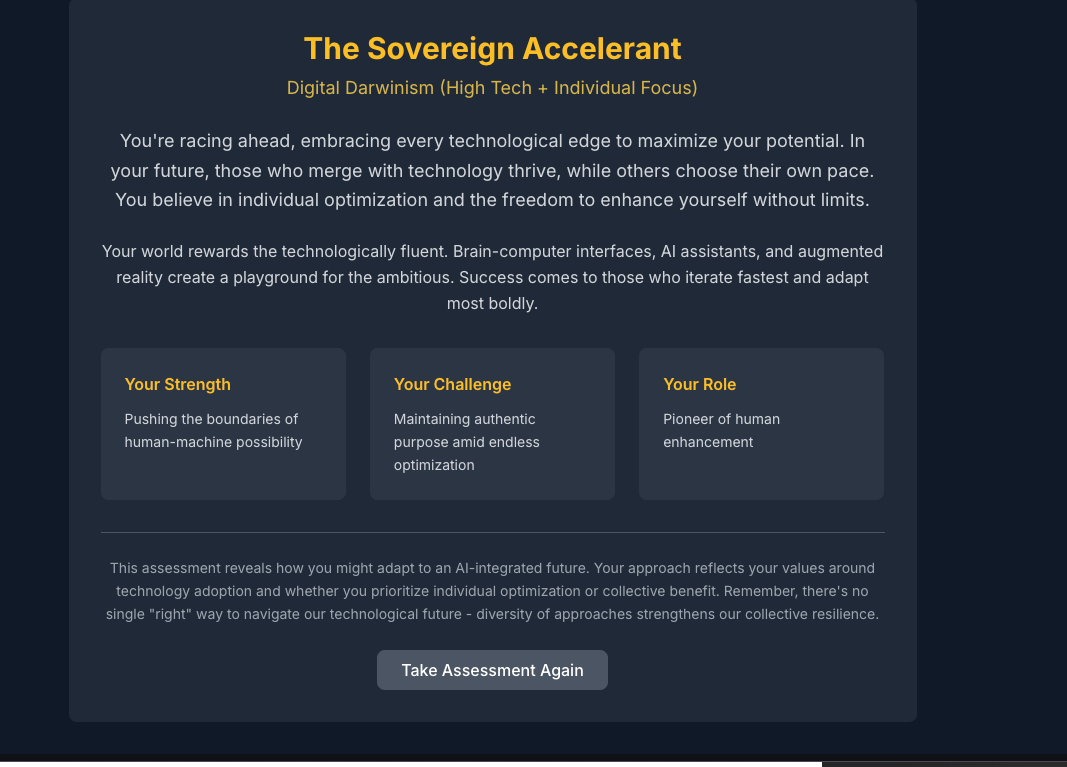 The Sovereign Accelerant
Digital Darwinism (High Tech + Individual Focus)
You're racing ahead, embracing every technological edge to maximize your potential. In
your future, those who merge with technology thrive, while others choose their own pace.
You believe in individual optimization and the freedom to enhance yourself without limits.
Your world rewards the technologically fluent. Brain-computer interfaces, AI assistants, and augmented
reality create a playground for the ambitious. Success comes to those who iterate fastest and adapt
most boldly.
Your Strength
Pushing the boundaries of
human-machine possibility
Your Challenge
Maintaining authentic
purpose amid endless
optimization
Your Role
Pioneer of human
enhancement
This assessment reveals how you might adapt to an AI-integrated future. Your approach reflects your values around
technology adoption and whether you prioritize individual optimization or collective benefit. Remember, there's no
single "right" way to navigate our technological future - diversity of approaches strengthens our collective resilience.
Take Assessment Again